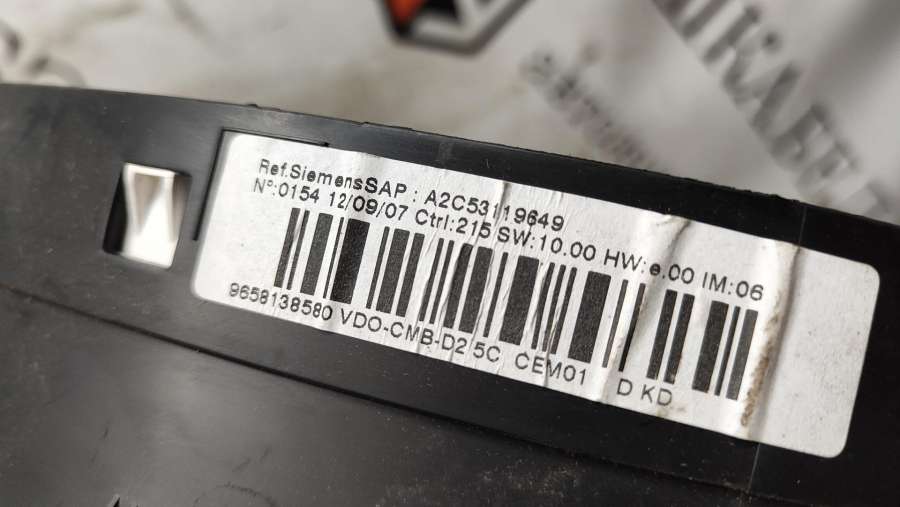 Ref.SiemensSAP : A2C53119649
N°:0154 12/09/07 Ctrl:215 SW:10.00 HW:e.00 IM:06
9658138580 VDO-CMB-D2 5C CEM01 D KD